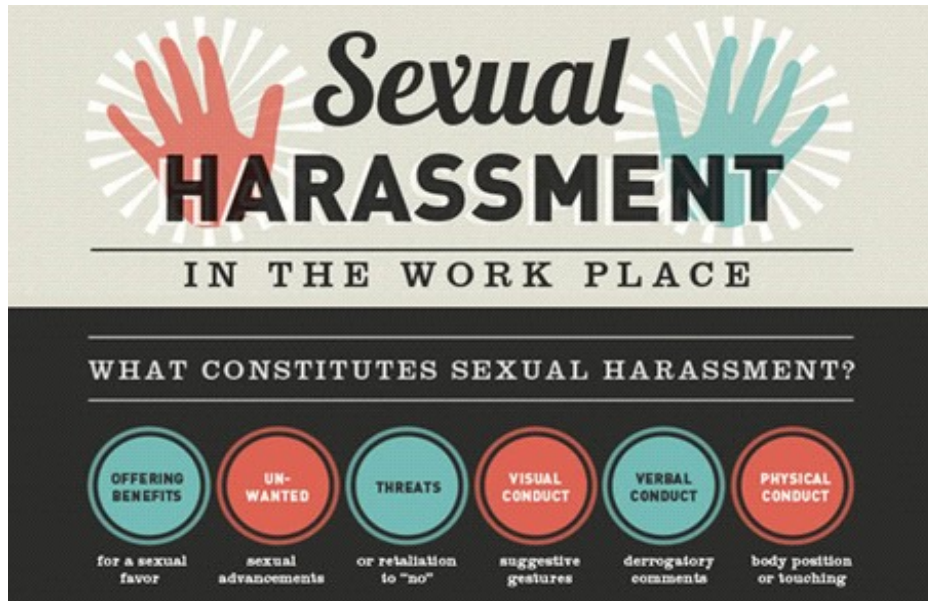 Sexual
HARASSMENT
IN THE WORK PLACE
WHAT CONSTITUTES SEXUAL HARASSMENT?
OFFERING
BENEFITS
for a sexual
favor
UN-
WANTED
sexual
advancements
THREATS
or retaliation
to "no"
VISUAL
CONDUCT
suggestive
gestures
VERBAL
CONDUCT
derrogatory
comments
PHYSICAL
CONDUCT
body position
or touching